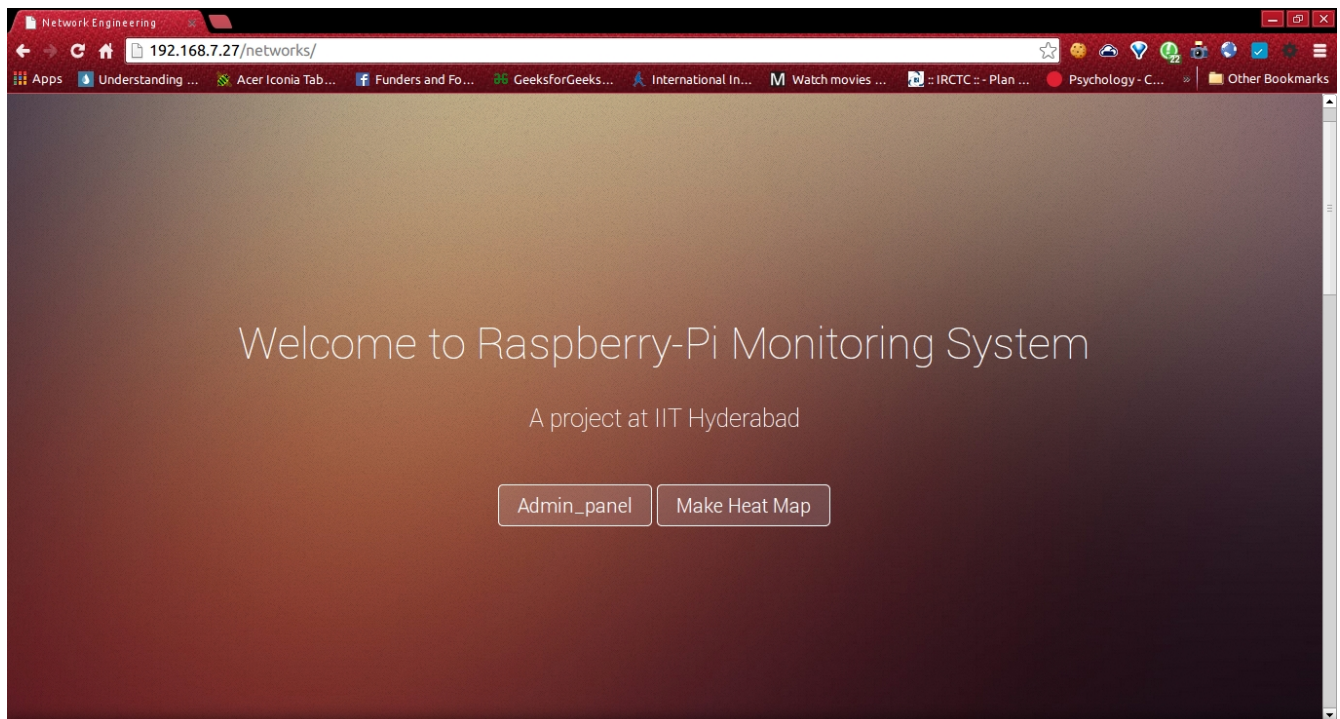 Network Engineering
192.168.7.27/networks/
22
Apps Understanding ... Acer Iconia Tab... Funders and Fo... GeeksforGeeks... International In... M Watch movies ... :: IRCTC :: - Plan ... Psychology - C... » Other Bookmarks
Welcome to Raspberry-Pi Monitoring System
A project at IIT Hyderabad
Admin_panel Make Heat Map